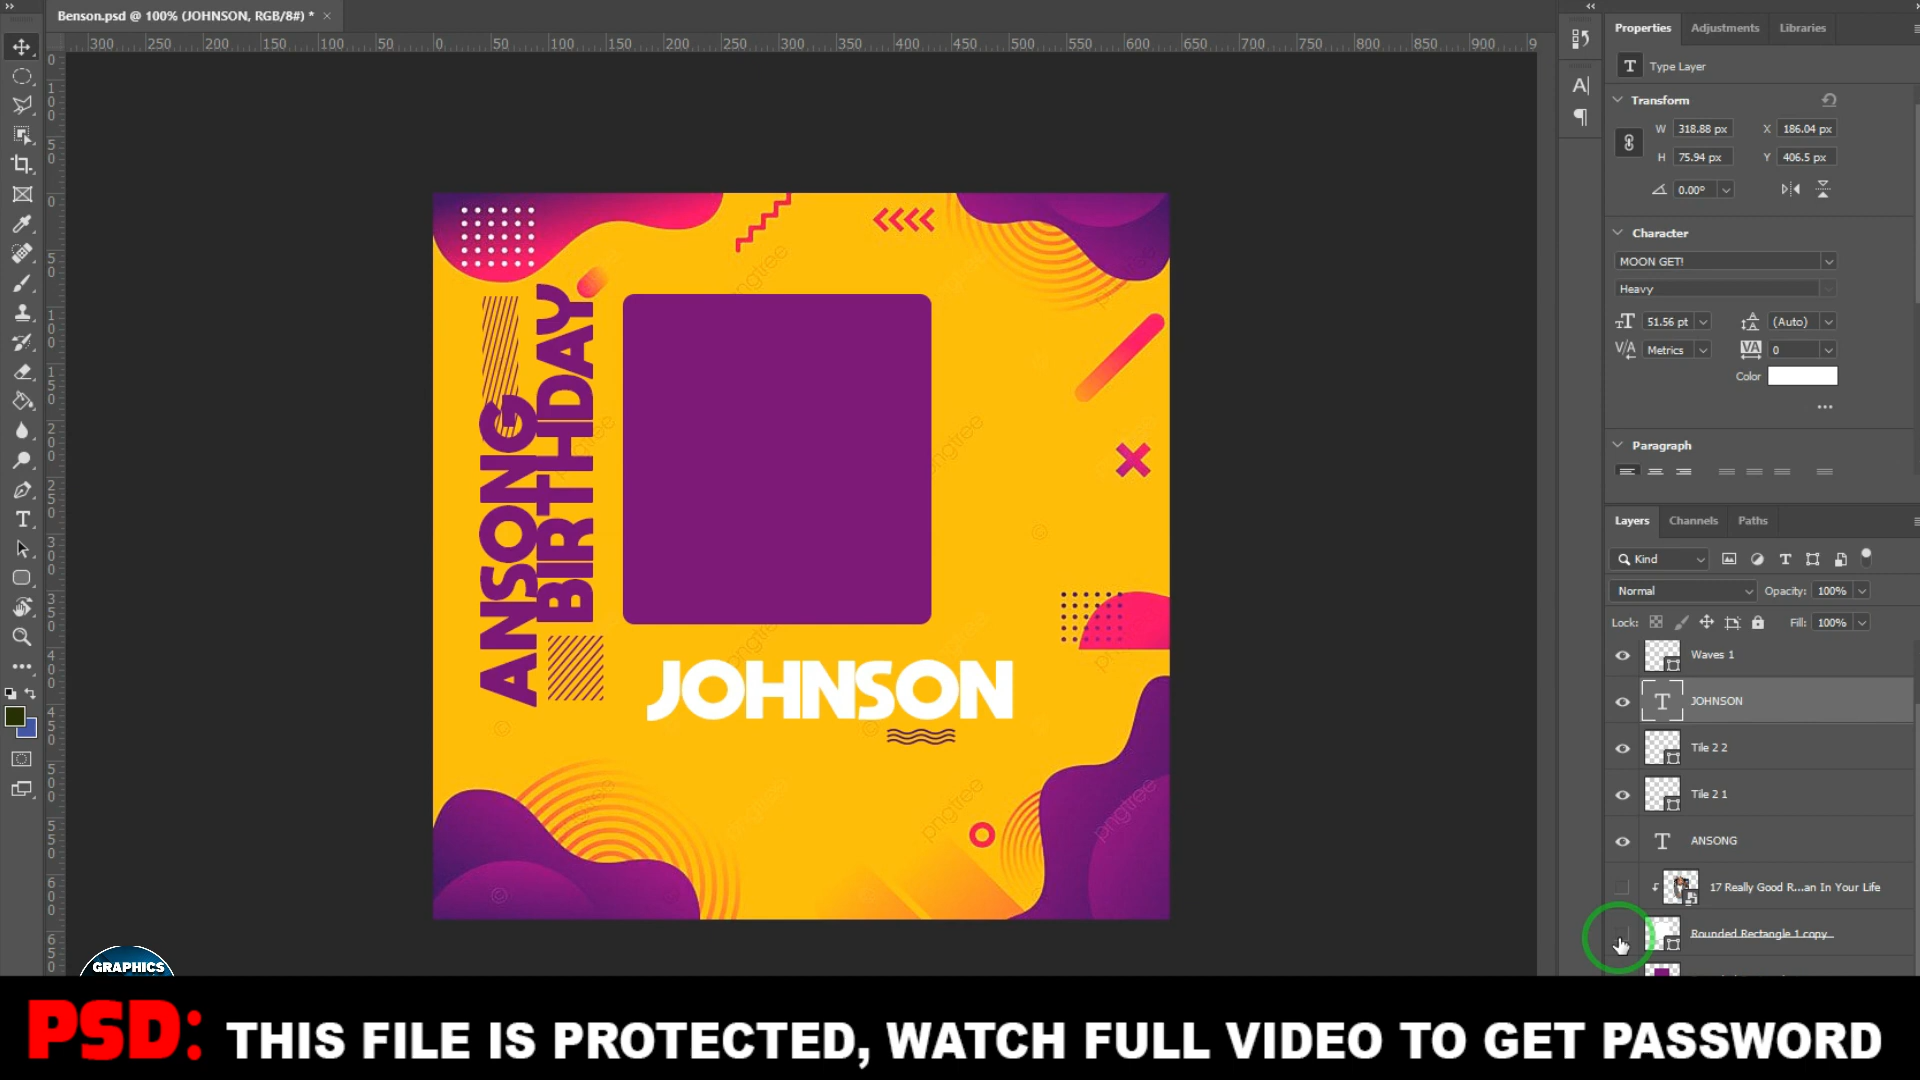 Benson.psd @ 100% (JOHNSON, RGB/8#) * ×
300 250 200 150 100 50 0 50 100 150 200 250 300 350 400 450 500 550 600 650 700 750 800 850 900 9
Properties Adjustments Libraries
T Type Layer
Transform
W 318.88 px X 186.04 px
H 75.94 px Y 406.5 px
0.00°
Character
MOON GET!
Heavy
51.56 pt (Auto)
Metrics 0
Color
Paragraph
Layers Channels Paths
Kind
Normal Opacity: 100%
Lock: Fill: 100%
Waves 1
JOHNSON
Tile 2 2
Tile 2 1
ANSONG
17 Really Good R...an In Your Life
Rounded Rectangle 1 copy
ANSONG
BIRTHDAY
JOHNSON
pngtree
GRAPHICS
PSD: THIS FILE IS PROTECTED, WATCH FULL VIDEO TO GET PASSWORD